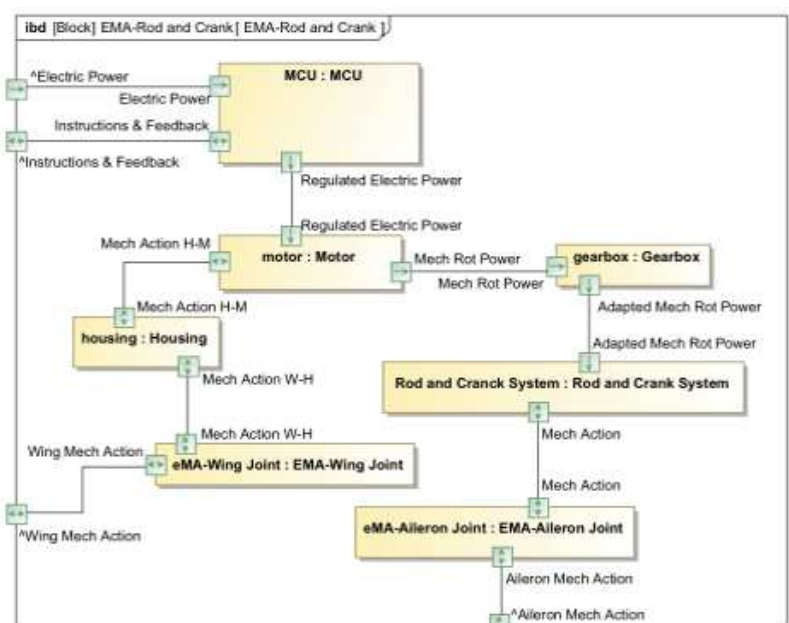 ibd [Block] EMA-Rod and Crank[ EMA-Rod and Crank ]
^Electric Power
MCU : MCU
Electric Power
Instructions & Feedback
^Instructions & Feedback
Regulated Electric Power
Regulated Electric Power
Mech Action H-M
motor : Motor
Mech Rot Power
gearbox : Gearbox
Mech Rot Power
Mech Action H-M
Adapted Mech Rot Power
housing : Housing
Adapted Mech Rot Power
Mech Action W-H
Rod and Cranck System : Rod and Crank System
Mech Action W-H
Mech Action
Wing Mech Action
eMA-Wing Joint : EMA-Wing Joint
Mech Action
^Wing Mech Action
eMA-Aileron Joint : EMA-Aileron Joint
Aileron Mech Action
^Aileron Mech Action